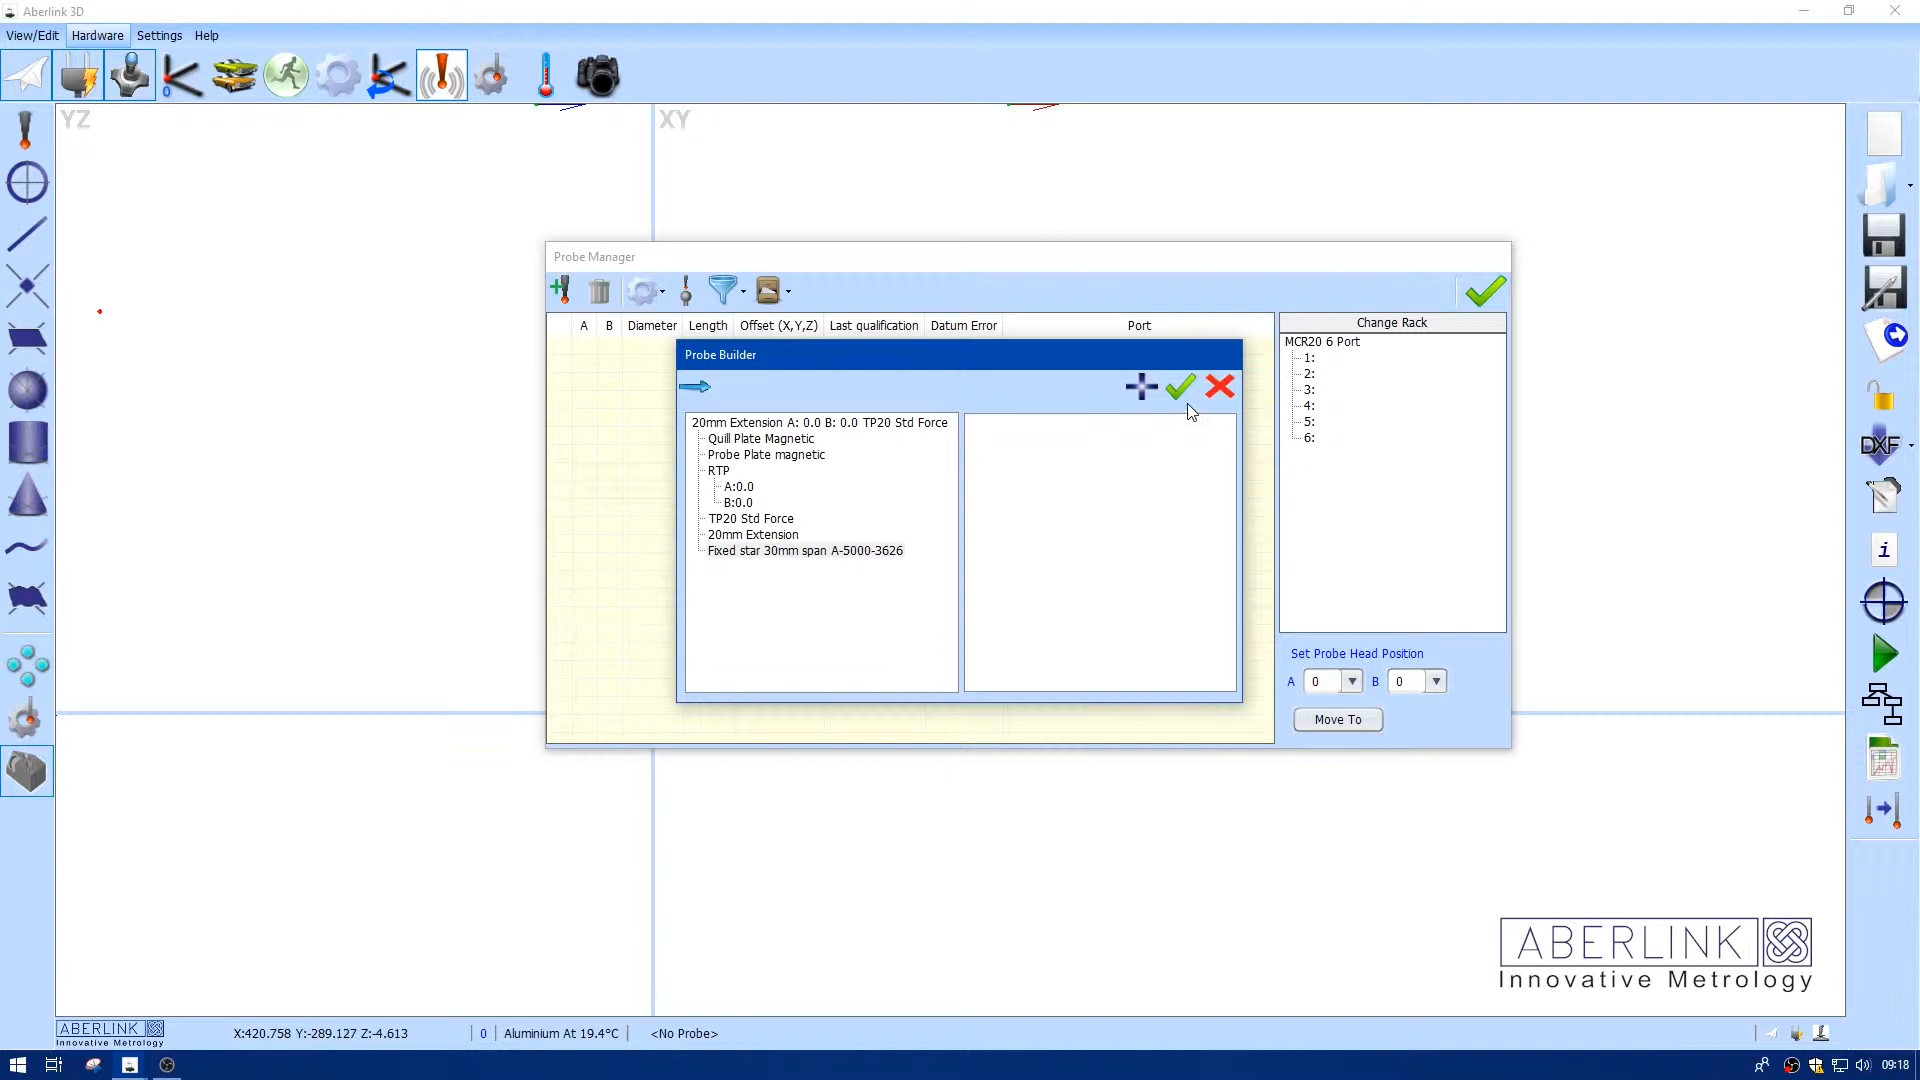 Aberlink 3D
View/Edit Hardware Settings Help
0
YZ
XY
Probe Manager
A B Diameter Length Offset (X,Y,Z) Last qualification Datum Error Port
Change Rack
MCR20 6 Port
1:
2:
3:
4:
5:
6:
Probe Builder
20mm Extension A: 0.0 B: 0.0 TP20 Std Force
Quill Plate Magnetic
Probe Plate magnetic
RTP
A:0.0
B:0.0
TP20 Std Force
20mm Extension
Fixed star 30mm span A-5000-3626
Set Probe Head Position
A 0 B 0
Move To
DXF
i
ABERLINK
Innovative Metrology
ABERLINK
Innovative Metrology
X:420.758 Y:-289.127 Z:-4.613 0 Aluminium At 19.4°C <No Probe>
09:18